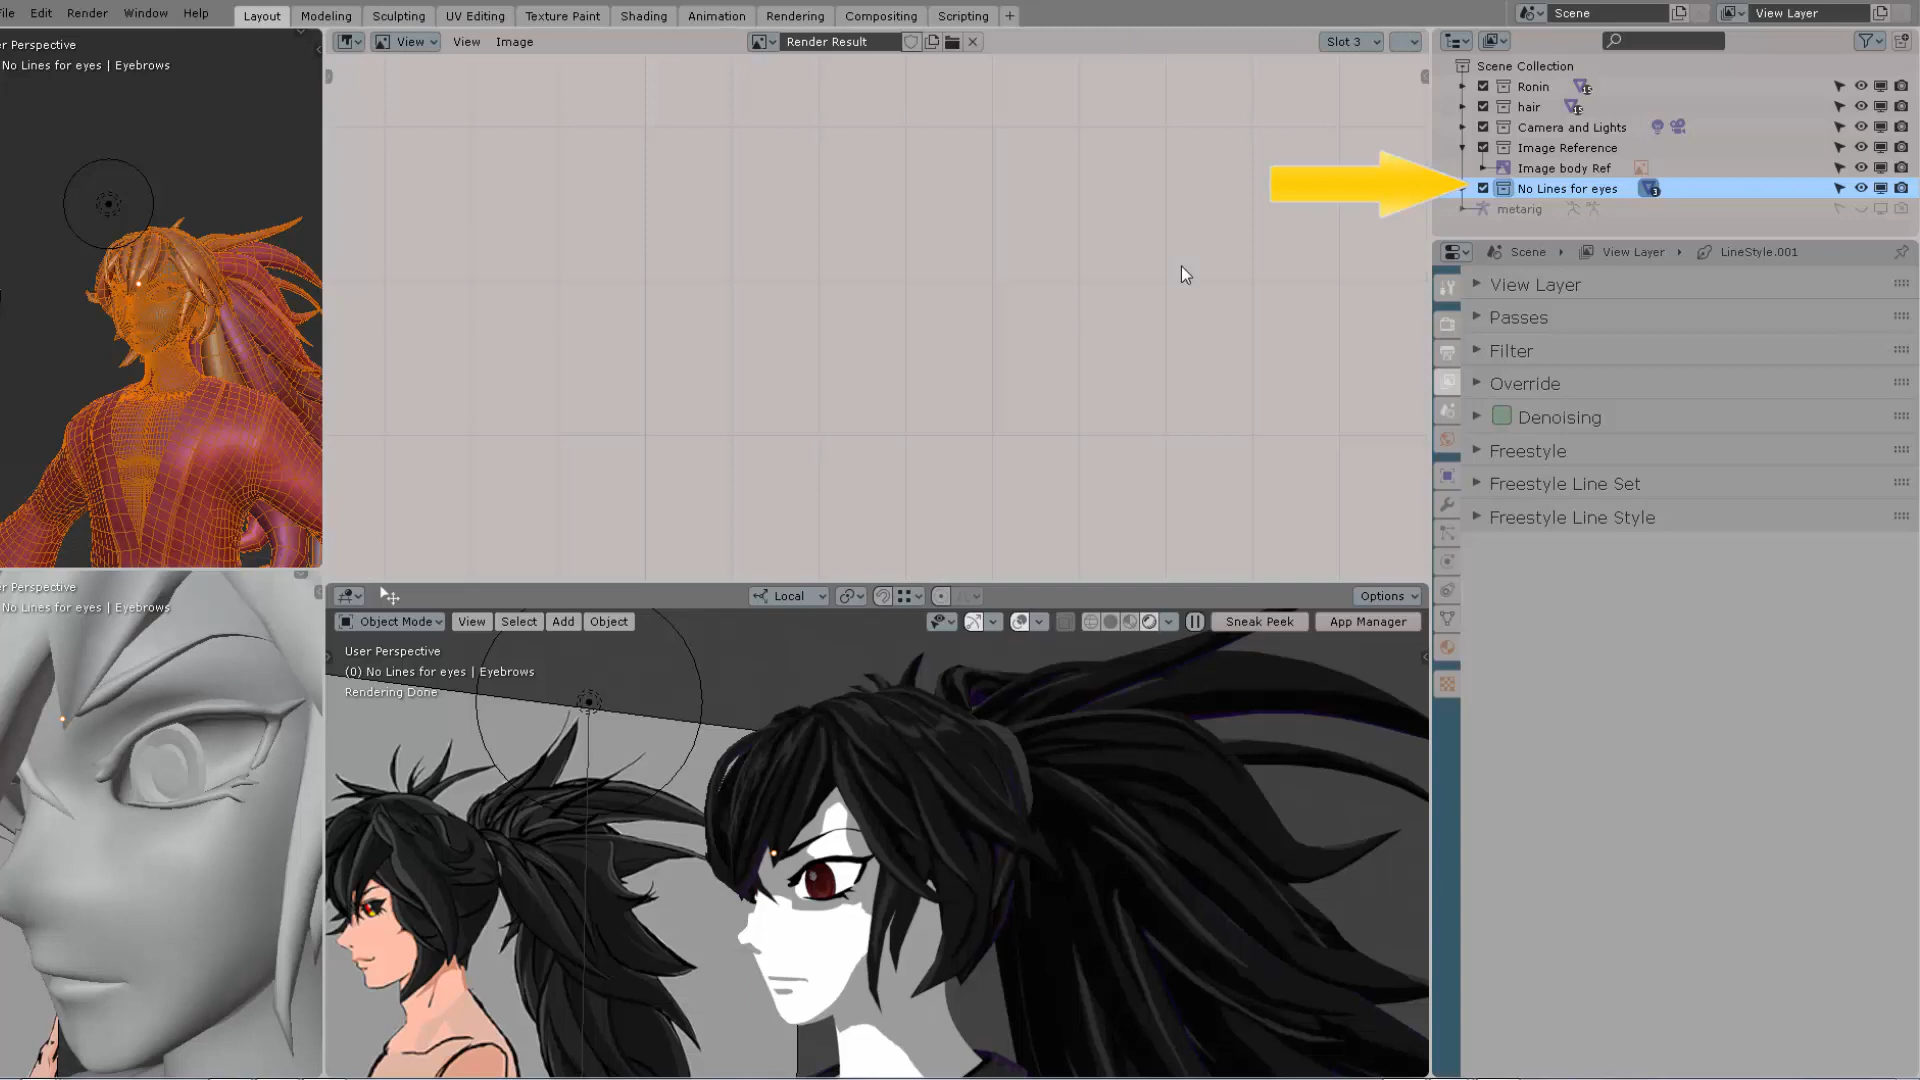 File Edit Render Window Help Layout Modeling Sculpting UV Editing Texture Paint Shading Animation Rendering Compositing Scripting + Scene View Layer
er Perspective
No Lines for eyes | Eyebrows
View View Image Render Result Slot 3
Scene Collection
Ronin 15
hair 15
Camera and Lights
Image Reference
Image body Ref
No Lines for eyes 3
metarig
Scene View Layer LineStyle.001
View Layer
Passes
Filter
Override
Denoising
Freestyle
Freestyle Line Set
Freestyle Line Style
er Perspective
No Lines for eyes | Eyebrows
Local Options
Object Mode View Select Add Object Sneak Peek App Manager
User Perspective
(0) No Lines for eyes | Eyebrows
Rendering Done